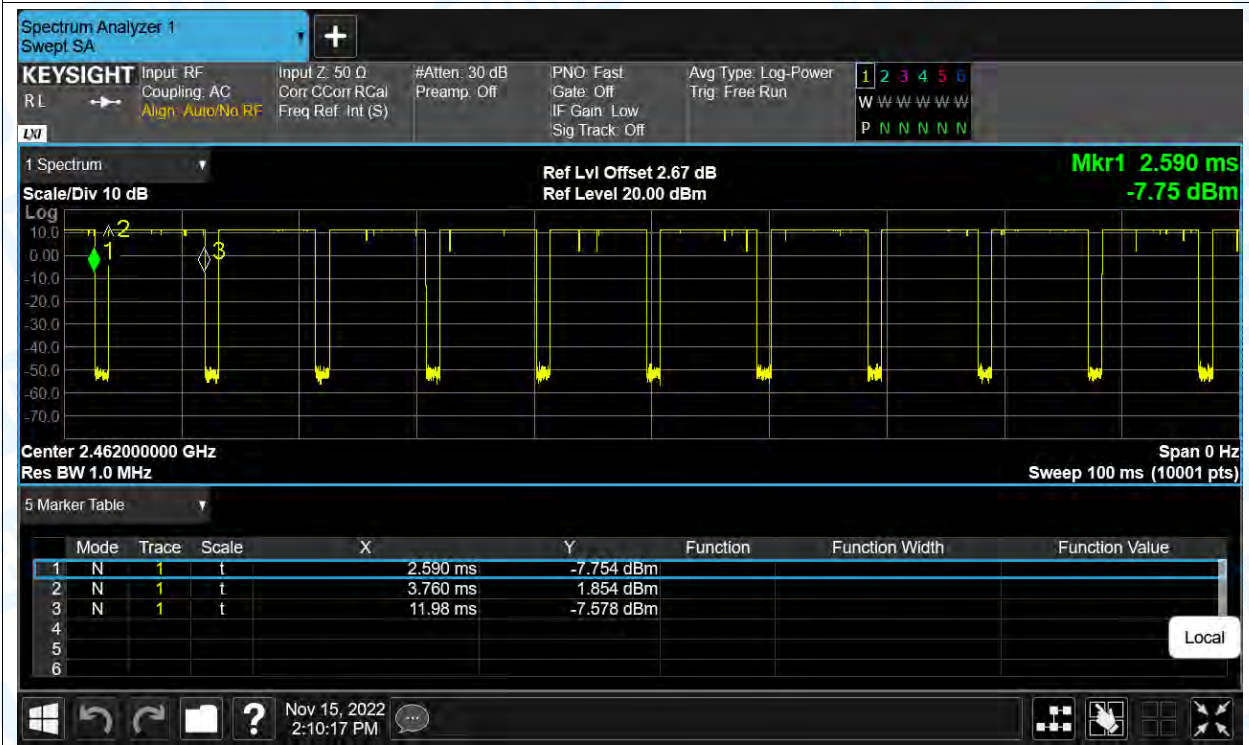 Spectrum Analyzer 1
Swept SA
KEYSIGHT Input: RF Input Z: 50 Ω #Atten: 30 dB PNO: Fast Avg Type: Log-Power 1 2 3 4 5 6
R L Coupling: AC Corr CCorr RCal Preamp: Off Gate: Off Trig: Free Run W W W W W W
Align: Auto/No RF Freq Ref: Int (S) IF Gain: Low
LXI Sig Track: Off P N N N N N
1 Spectrum Ref Lvl Offset 2.67 dB Mkr1 2.590 ms
Scale/Div 10 dB Ref Level 20.00 dBm -7.75 dBm
Log
10.0
0.00
-10.0
-20.0
-30.0
-40.0
-50.0
-60.0
-70.0
1
2
3
Center 2.462000000 GHz Span 0 Hz
Res BW 1.0 MHz Sweep 100 ms (10001 pts)
5 Marker Table
Mode Trace Scale X Y Function Function Width Function Value
1 N 1 t 2.590 ms -7.754 dBm
2 N 1 t 3.760 ms 1.854 dBm
3 N 1 t 11.98 ms -7.578 dBm
4
5
6
Local
? Nov 15, 2022
2:10:17 PM